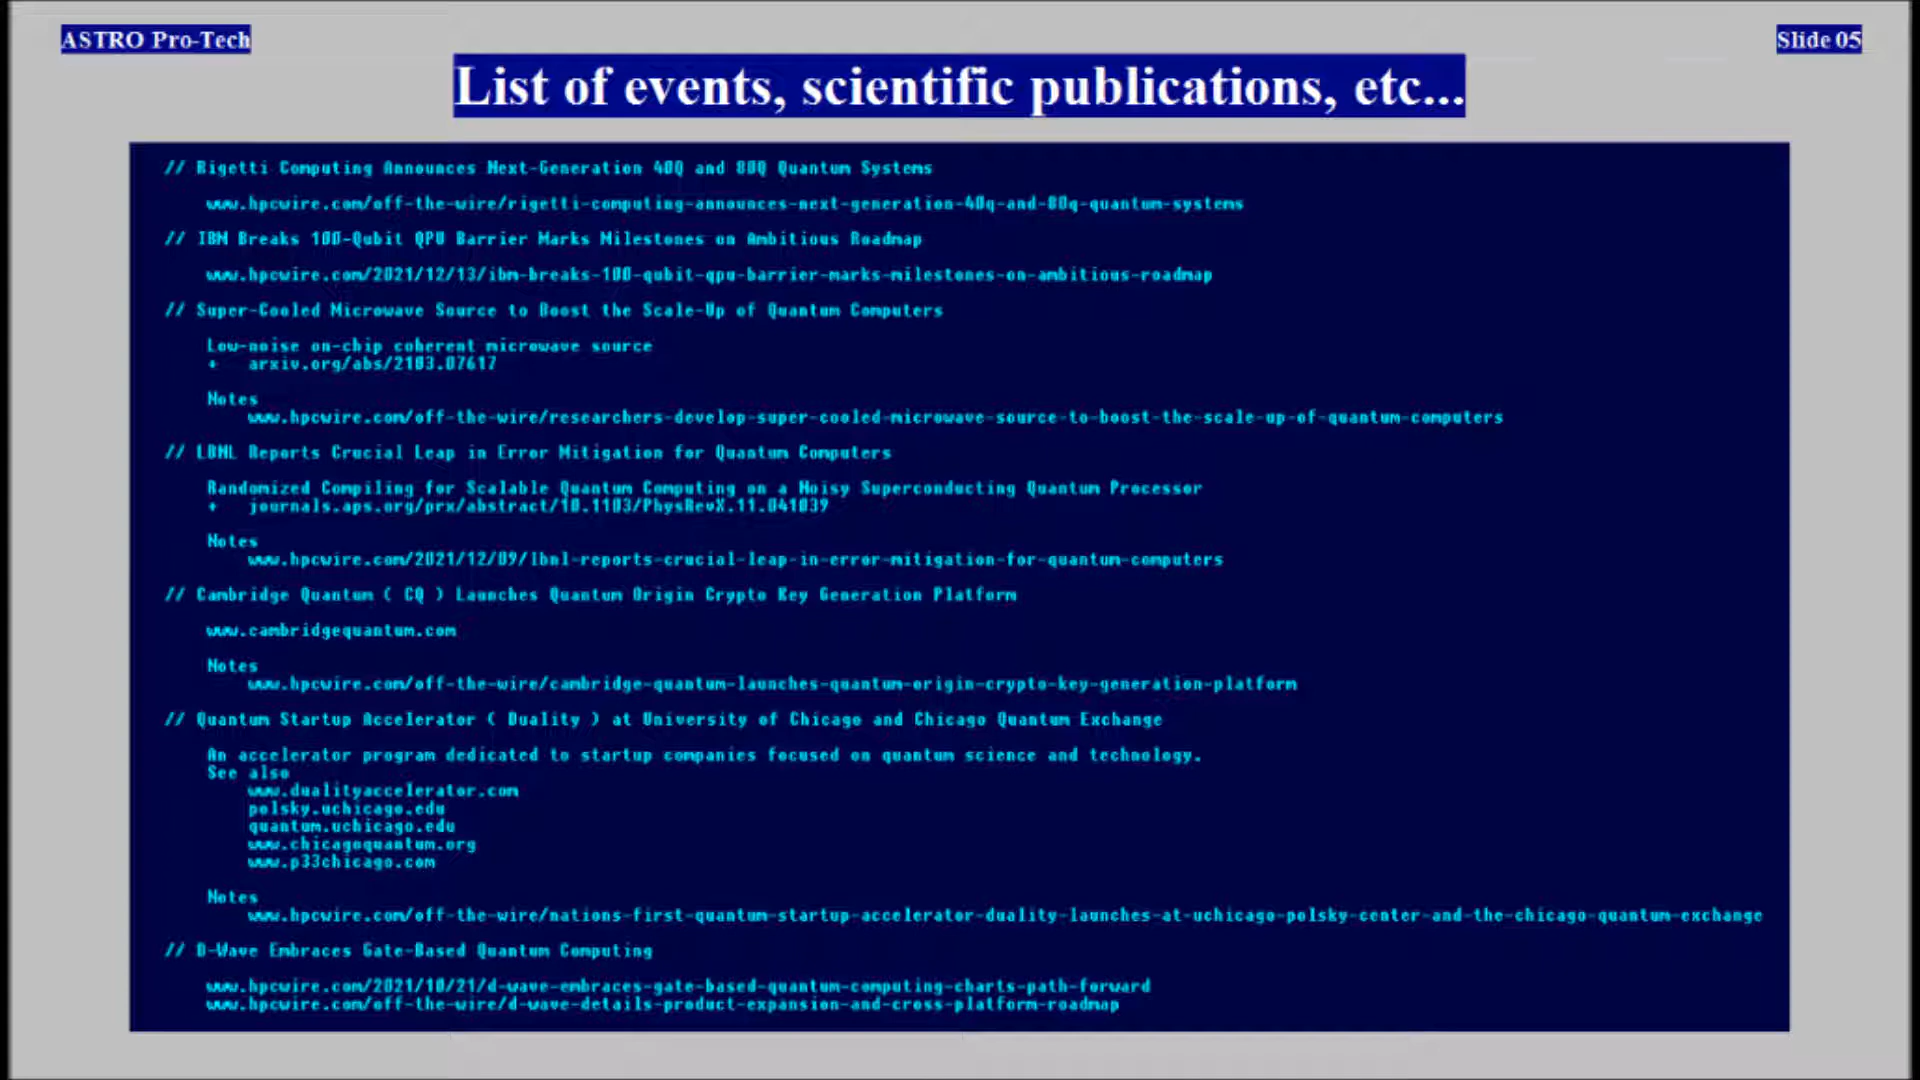 ASTRO Pro-Tech
Slide 05
List of events, scientific publications, etc...
// Rigetti Computing Announces Next-Generation 40Q and 80Q Quantum Systems
www.hpcwire.com/off-the-wire/rigetti-computing-announces-next-generation-40q-and-80q-quantum-systems
// IBM Breaks 100-Qubit QPU Barrier Marks Milestones on Ambitious Roadmap
www.hpcwire.com/2021/12/13/ibm-breaks-100-qubit-qpu-barrier-marks-milestones-on-ambitious-roadmap
// Super-Cooled Microwave Source to Boost the Scale-Up of Quantum Computers
Low-noise on-chip coherent microwave source
+ arxiv.org/abs/2103.07617
Notes
www.hpcwire.com/off-the-wire/researchers-develop-super-cooled-microwave-source-to-boost-the-scale-up-of-quantum-computers
// LBNL Reports Crucial Leap in Error Mitigation for Quantum Computers
Randomized Compiling for Scalable Quantum Computing on a Noisy Superconducting Quantum Processor
+ journals.aps.org/prx/abstract/10.1103/PhysRevX.11.041039
Notes
www.hpcwire.com/2021/12/09/lbnl-reports-crucial-leap-in-error-mitigation-for-quantum-computers
// Cambridge Quantum ( CQ ) Launches Quantum Origin Crypto Key Generation Platform
www.cambridgequantum.com
Notes
www.hpcwire.com/off-the-wire/cambridge-quantum-launches-quantum-origin-crypto-key-generation-platform
// Quantum Startup Accelerator ( Duality ) at University of Chicago and Chicago Quantum Exchange
An accelerator program dedicated to startup companies focused on quantum science and technology.
See also
www.dualityaccelerator.com
polsky.uchicago.edu
quantum.uchicago.edu
www.chicagoquantum.org
www.p33chicago.com
Notes
www.hpcwire.com/off-the-wire/nations-first-quantum-startup-accelerator-duality-launches-at-uchicago-polsky-center-and-the-chicago-quantum-exchange
// D-Wave Embraces Gate-Based Quantum Computing
www.hpcwire.com/2021/10/21/d-wave-embraces-gate-based-quantum-computing-charts-path-forward
www.hpcwire.com/off-the-wire/d-wave-details-product-expansion-and-cross-platform-roadmap